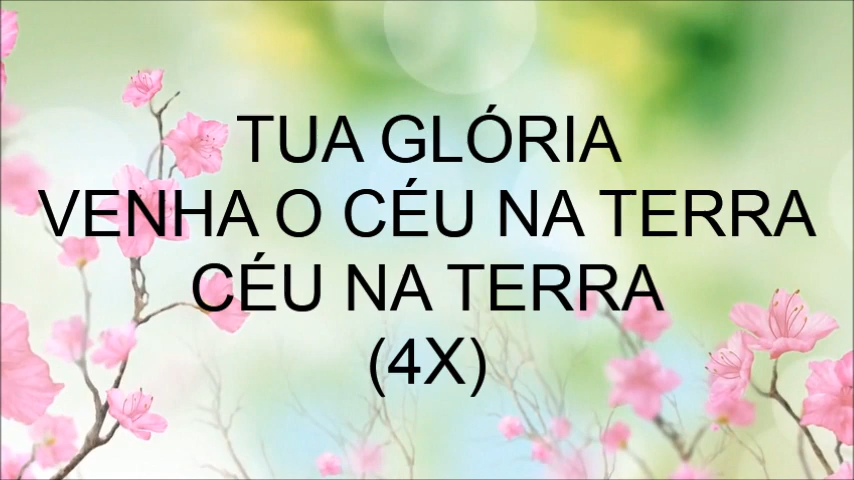 TUA GLÓRIA
VENHA O CÉU NA TERRA
CÉU NA TERRA
(4X)